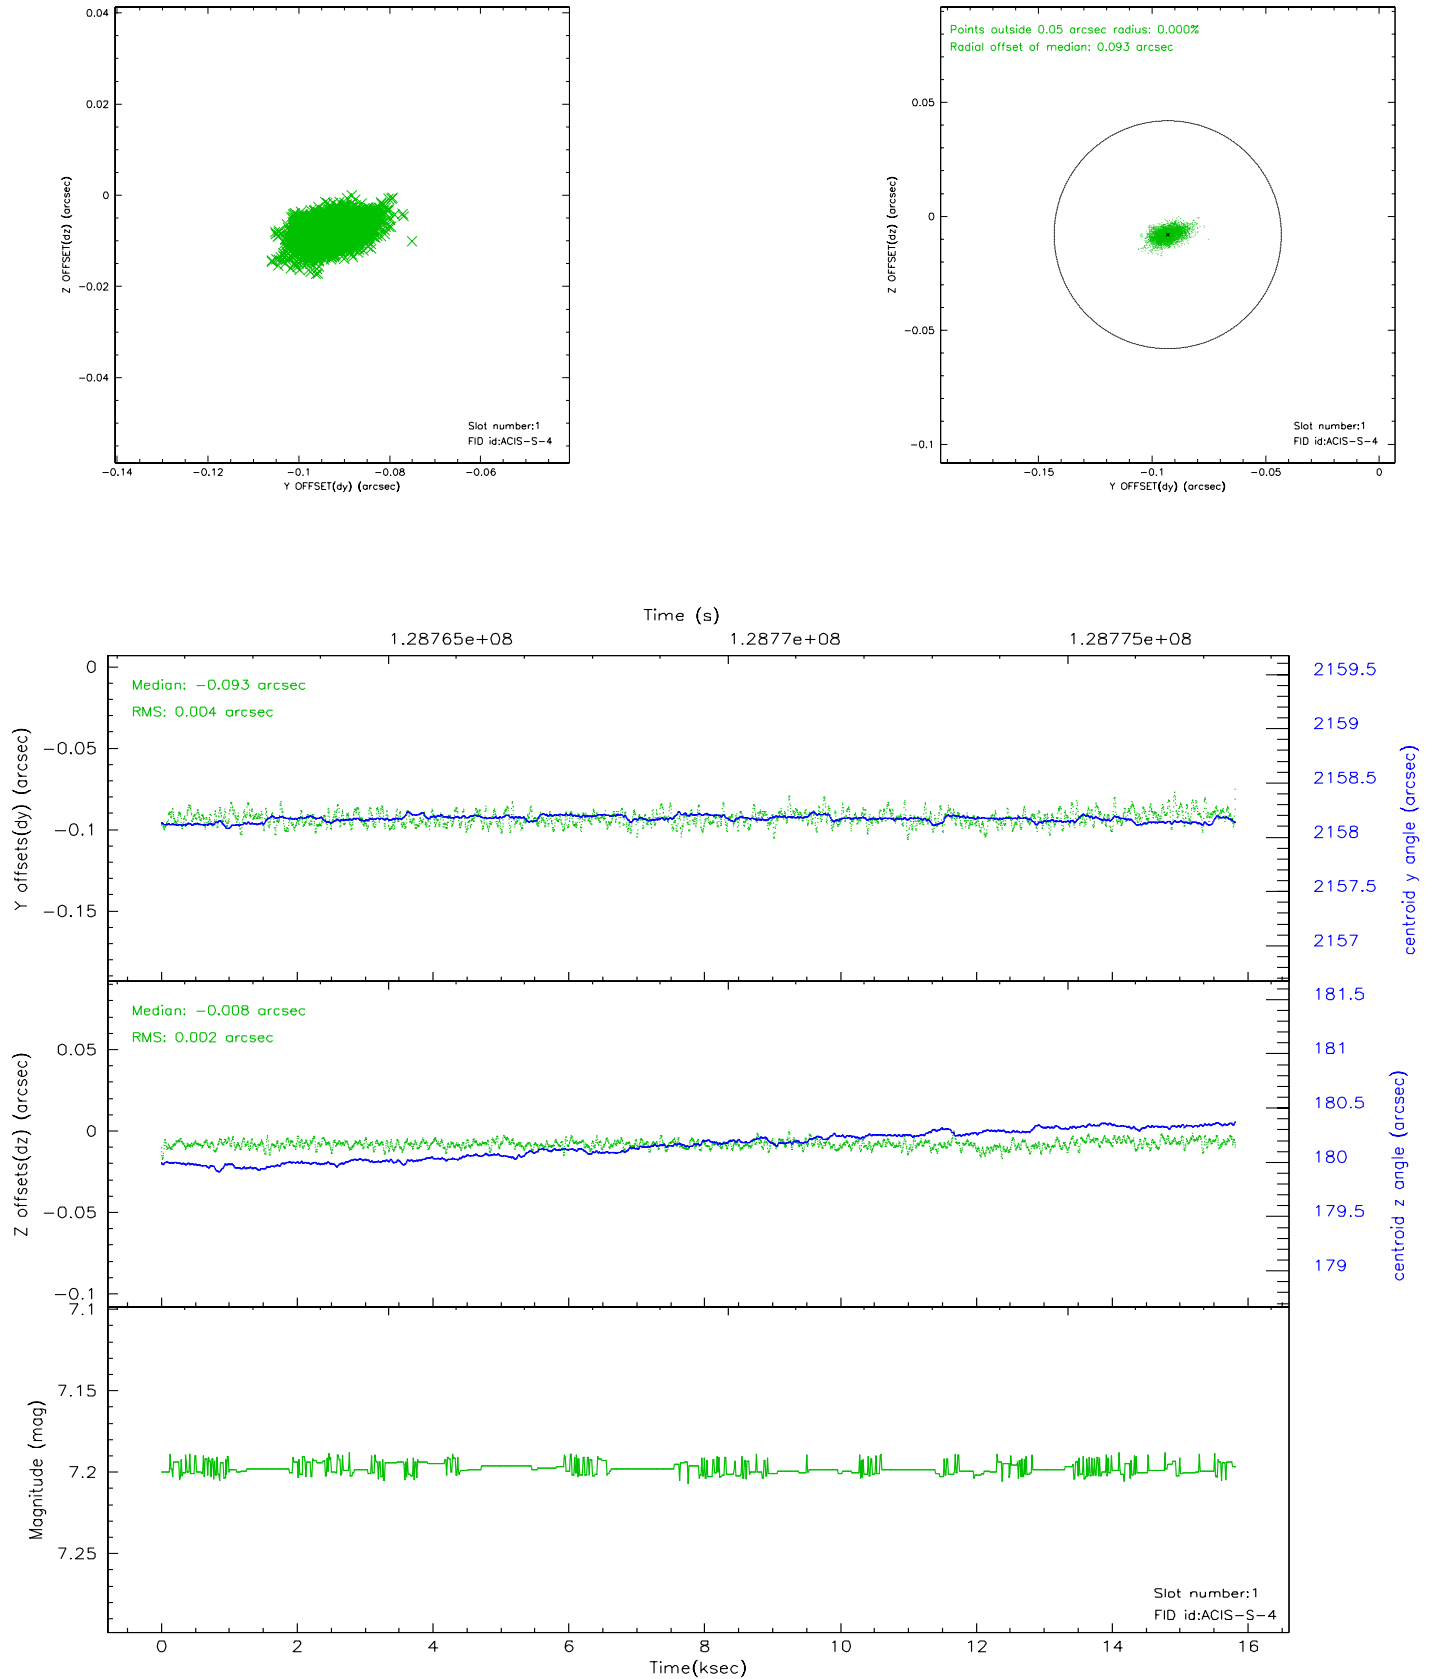 0.04
0.02
0
−0.02
−0.04
Z OFFSET(dz) (arcsec)
Slot number:1
FID id:ACIS−S−4
−0.14 −0.12 −0.1 −0.08 −0.06
Y OFFSET(dy) (arcsec)
Points outside 0.05 arcsec radius: 0.000%
Radial offset of median: 0.093 arcsec
0.05
0
−0.05
−0.1
Z OFFSET(dz) (arcsec)
Slot number:1
FID id:ACIS−S−4
−0.15 −0.1 −0.05 0
Y OFFSET(dy) (arcsec)
Time (s)
1.28765e+08 1.2877e+08 1.28775e+08
Median: −0.093 arcsec
RMS: 0.004 arcsec
0
−0.05
−0.1
−0.15
Y offsets(dy) (arcsec)
2159.5
2159
2158.5
2158
2157.5
2157
centroid y angle (arcsec)
Median: −0.008 arcsec
RMS: 0.002 arcsec
0.05
0
−0.05
−0.1
Z offsets(dz) (arcsec)
181.5
181
180.5
180
179.5
179
centroid z angle (arcsec)
7.1
7.15
7.2
7.25
Magnitude (mag)
Slot number:1
FID id:ACIS−S−4
0 2 4 6 8 10 12 14 16
Time(ksec)